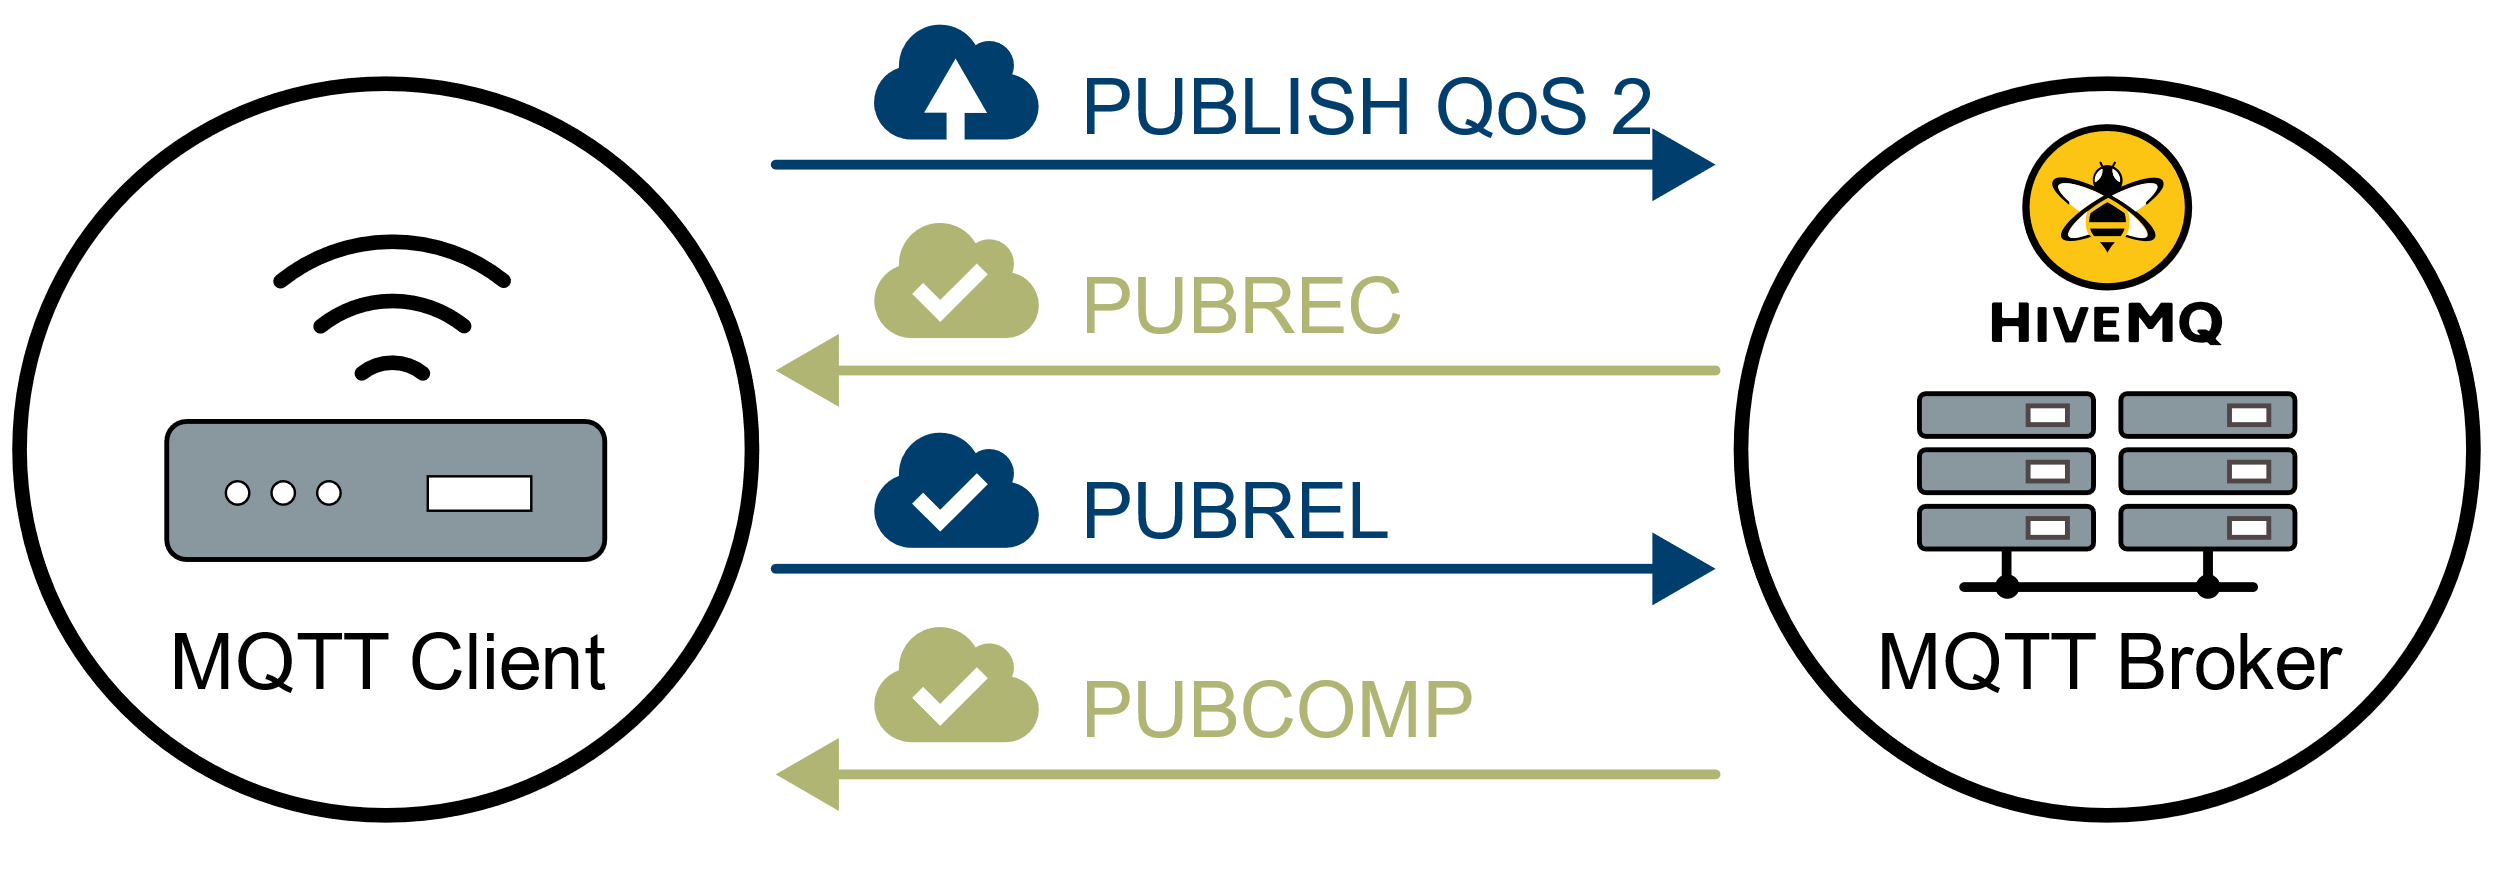 PUBLISH QoS 2
PUBREC
PUBREL
PUBCOMP
MQTT Client
HIVEMQ
MQTT Broker